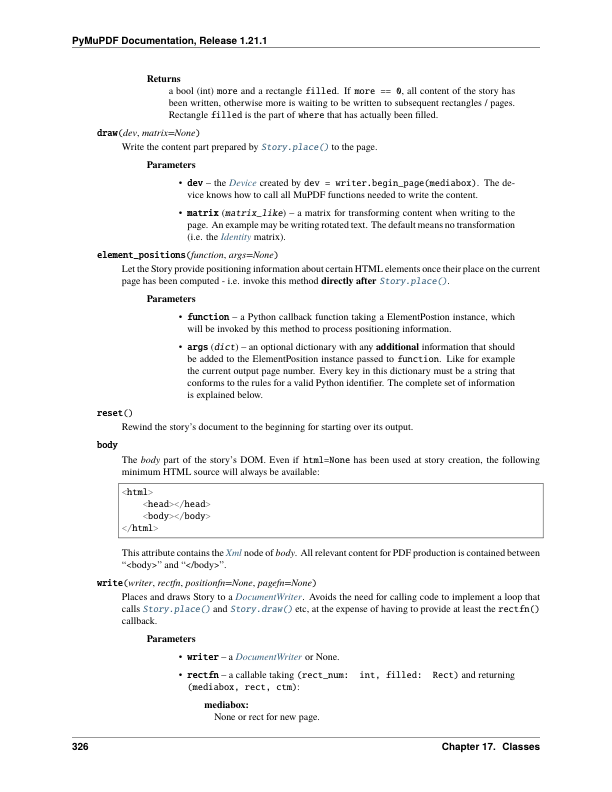 PyMuPDF Documentation, Release 1.21.1
Returns
a bool (int) more and a rectangle filled. If more == 0, all content of the story has
been written, otherwise more is waiting to be written to subsequent rectangles / pages.
Rectangle filled is the part of where that has actually been filled.
draw(dev, matrix=None)
Write the content part prepared by Story.place() to the page.
Parameters
• dev – the Device created by dev = writer.begin_page(mediabox). The de-
vice knows how to call all MuPDF functions needed to write the content.
• matrix (matrix_like) – a matrix for transforming content when writing to the
page. An example may be writing rotated text. The default means no transformation
(i.e. the Identity matrix).
element_positions(function, args=None)
Let the Story provide positioning information about certain HTML elements once their place on the current
page has been computed - i.e. invoke this method directly after Story.place().
Parameters
• function – a Python callback function taking a ElementPostion instance, which
will be invoked by this method to process positioning information.
• args (dict) – an optional dictionary with any additional information that should
be added to the ElementPosition instance passed to function. Like for example
the current output page number. Every key in this dictionary must be a string that
conforms to the rules for a valid Python identifier. The complete set of information
is explained below.
reset()
Rewind the story's document to the beginning for starting over its output.
body
The body part of the story's DOM. Even if html=None has been used at story creation, the following
minimum HTML source will always be available:
<html>
    <head></head>
    <body></body>
</html>
This attribute contains the Xml node of body. All relevant content for PDF production is contained between
“<body>” and “</body>”.
write(writer, rectfn, positionfn=None, pagefn=None)
Places and draws Story to a DocumentWriter. Avoids the need for calling code to implement a loop that
calls Story.place() and Story.draw() etc, at the expense of having to provide at least the rectfn()
callback.
Parameters
• writer – a DocumentWriter or None.
• rectfn – a callable taking (rect_num: int, filled: Rect) and returning
(mediabox, rect, ctm):
mediabox:
None or rect for new page.
326 Chapter 17. Classes